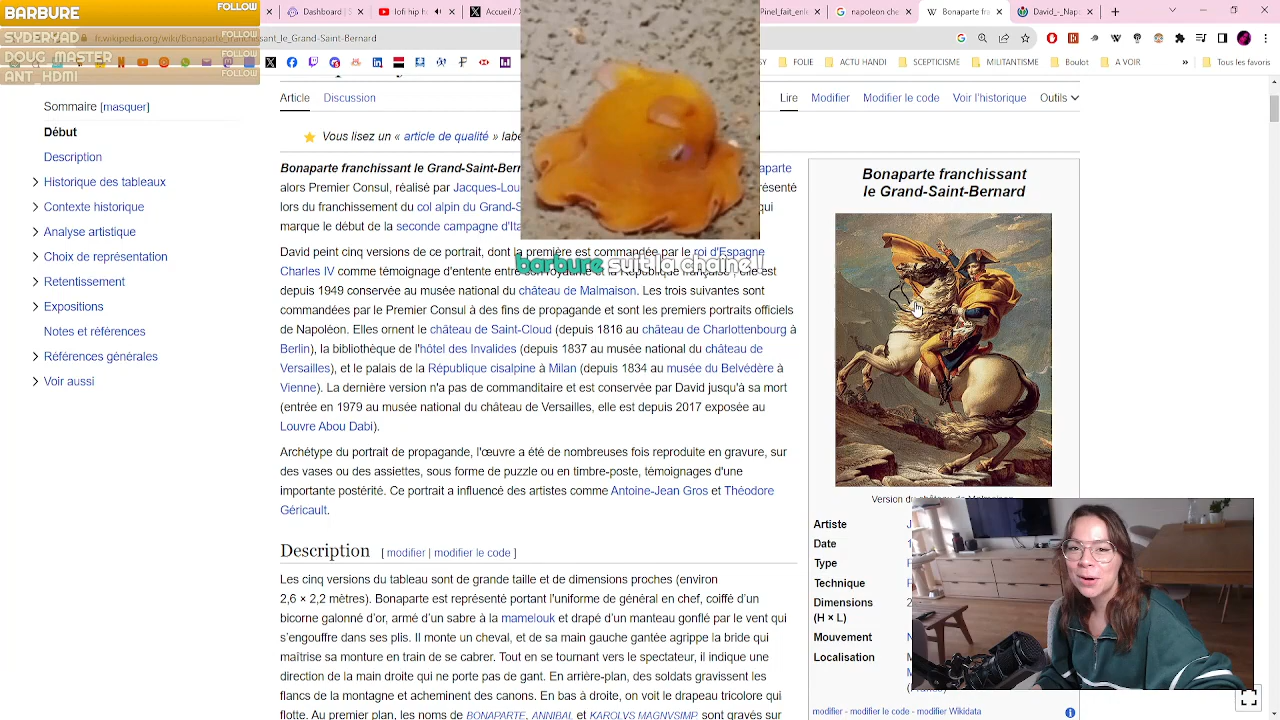 BARBURE FOLLOW
SYDERYAD FOLLOW
DOUG_MASTER FOLLOW
ANT_HDMI FOLLOW
Dashboard
google chapel fin
.fr.wikipedia.org/wiki/Bonaparte_franchissant_le_Grand-Saint-Bernard
FOLIE ACTU HANDI SCEPTICISME MILITANTISME Boulot A VOIR » Tous les favoris
Article Discussion Lire Modifier Modifier le code Voir l'historique Outils
Sommaire [masquer]
Début
Description
Historique des tableaux
Contexte historique
Analyse artistique
Choix de représentation
Retentissement
Expositions
Notes et références
Références générales
Voir aussi
Vous lisez un « article de qualité »
Bonaparte franchissant le Grand-Saint-Bernard
alors Premier Consul, réalisé par
lors du franchissement du col alpin du
marque le début de la seconde campagne
barbure suit la chaine !
David peint cinq versions de ce portrait, dont la première est commandée par le roi d'Espagne
Charles IV comme témoignage d'entente entre son royaume et la République française ; elle est
depuis 1949 conservée au musée national du château de Malmaison. Les trois suivantes sont
commandées par le Premier Consul à des fins de propagande et sont les premiers portraits officiels
de Napoléon. Elles ornent le château de Saint-Cloud (depuis 1816 au château de Charlottenbourg à
Berlin), la bibliothèque de l'hôtel des Invalides (depuis 1837 au musée national du château de
Versailles), et le palais de la République cisalpine à Milan (depuis 1834 au musée du Belvédère à
Vienne). La dernière version n'a pas de commanditaire et est conservée par David jusqu'à sa mort
(entrée en 1979 au musée national du château de Versailles, elle est depuis 2017 exposée au
Louvre Abou Dabi).
Archétype du portrait de propagande, l'œuvre a été de nombreuses fois reproduite en gravure, sur
des vases ou des assiettes, sous forme de puzzle ou en timbre-poste, témoignages d'une
importante postérité. Ce portrait a influencé des artistes comme Antoine-Jean Gros et Théodore
Géricault.
Description [ modifier | modifier le code ]
Les cinq versions du tableau sont de grande taille et de dimensions proches (environ
2,6 × 2,2 mètres). Bonaparte est représenté portant l'uniforme de général en chef, coiffé d'un
bicorne galonné d'or, armé d'un sabre à la mamelouk et drapé d'un manteau gonflé par le vent qui
s'engouffre dans ses plis. Il monte un cheval, et de sa main gauche gantée agrippe la bride qui
maîtrise sa monture en train de se cabrer. Tout en se tournant vers le spectateur, il indique une
direction de la main droite qui ne porte pas de gant. En arrière-plan, des soldats gravissent les
flancs de la montagne et acheminent des canons. En bas à droite, on voit le drapeau tricolore qui
flotte. Au premier plan, les noms de BONAPARTE, ANNIBAL et KAROLVS MAGNVSIMP. sont gravés sur
Bonaparte franchissant
le Grand-Saint-Bernard
Version du château de Malmaison
Artiste
Date
Type
Technique
Dimensions
(H × L)
Mouvement
Localisation
modifier - modifier le code - modifier Wikidata